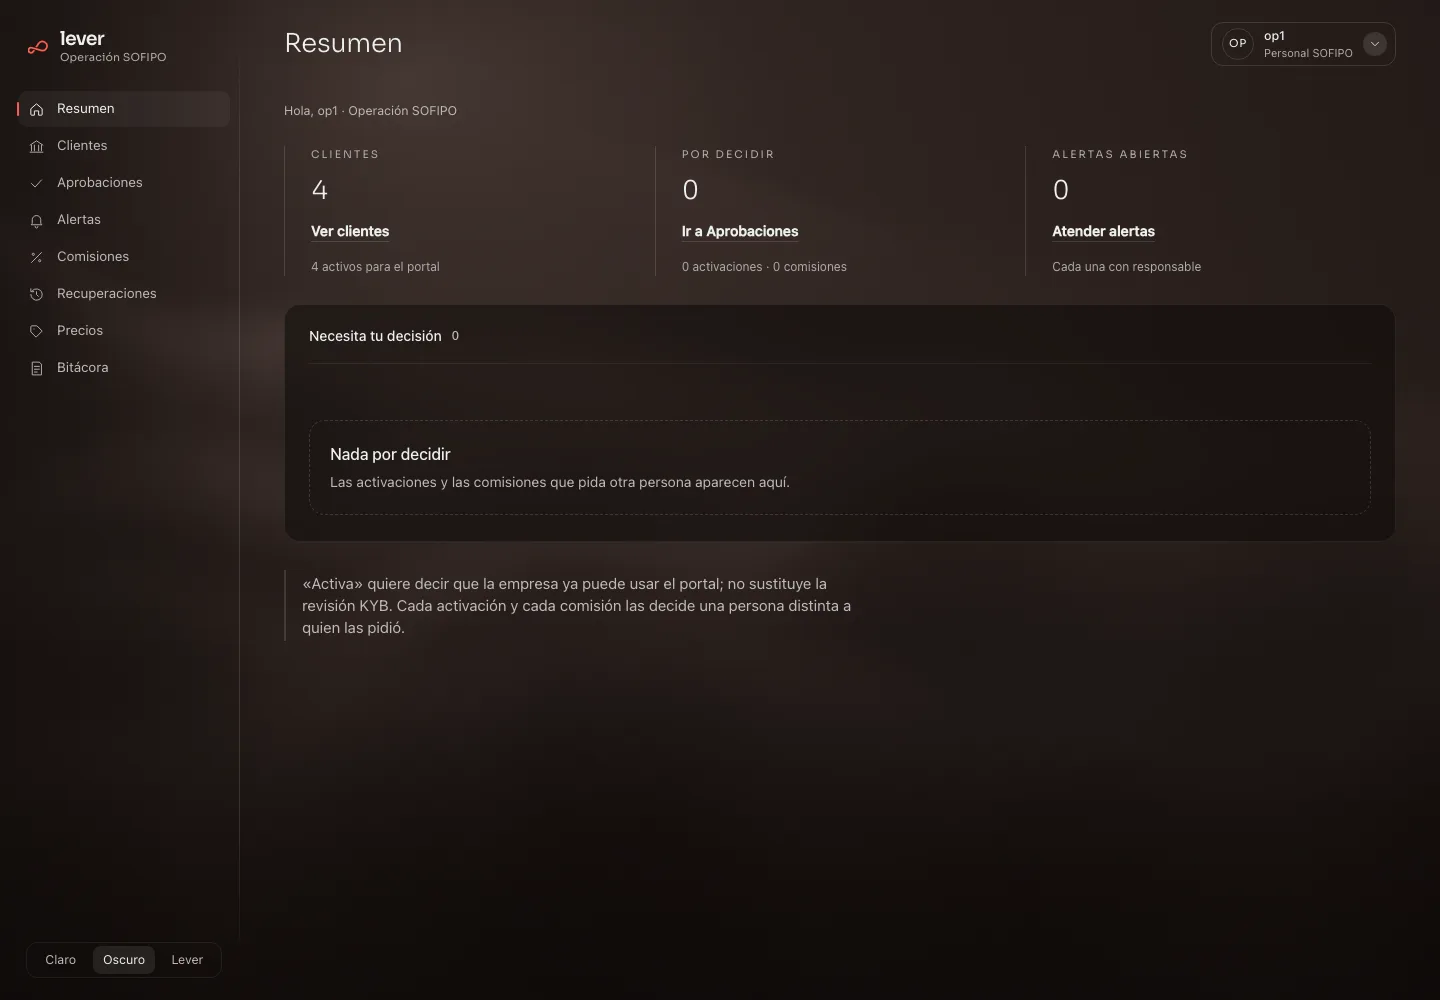 lever
Operación SOFIPO
Resumen
Clientes
Aprobaciones
Alertas
Comisiones
Recuperaciones
Precios
Bitácora
Claro
Oscuro
Lever
Resumen
OP
op1
Personal SOFIPO
Hola, op1 · Operación SOFIPO
CLIENTES
4
Ver clientes
4 activos para el portal
POR DECIDIR
0
Ir a Aprobaciones
0 activaciones · 0 comisiones
ALERTAS ABIERTAS
0
Atender alertas
Cada una con responsable
Necesita tu decisión 0
Nada por decidir
Las activaciones y las comisiones que pida otra persona aparecen aquí.
«Activa» quiere decir que la empresa ya puede usar el portal; no sustituye la
revisión KYB. Cada activación y cada comisión las decide una persona distinta a
quien las pidió.